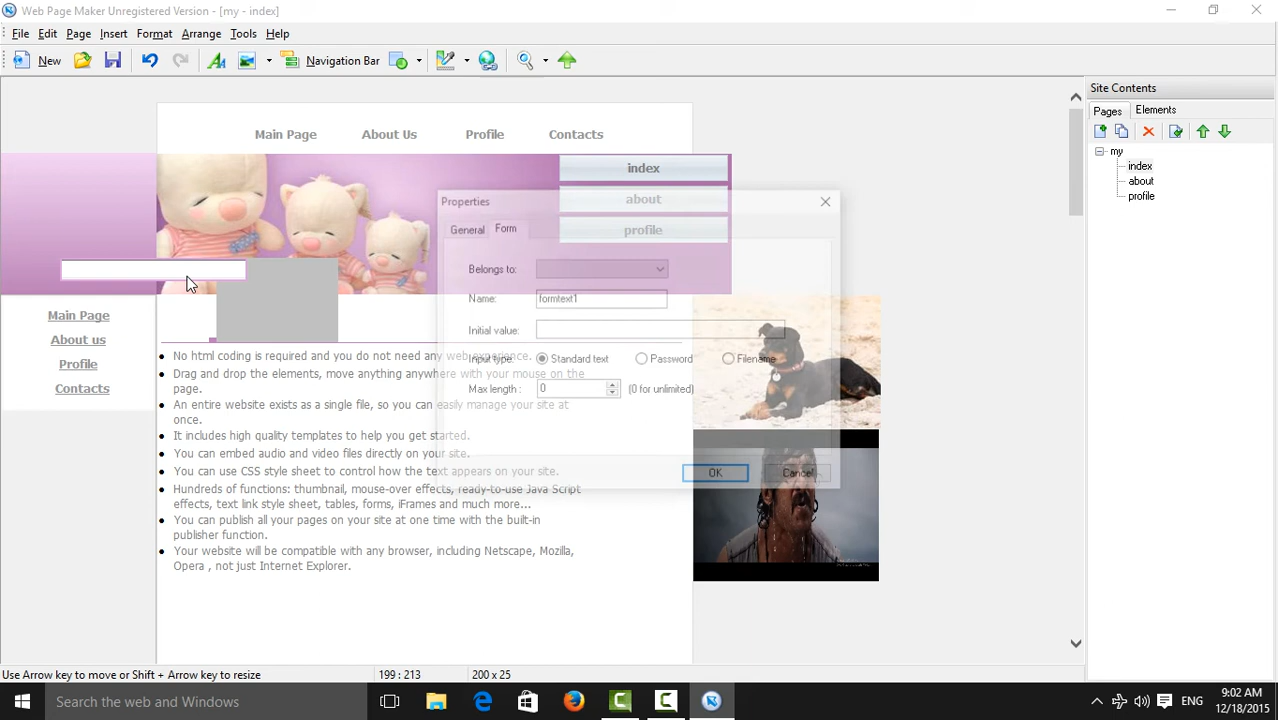 Web Page Maker Unregistered Version - [my - index]
File Edit Page Insert Format Arrange Tools Help
New Navigation Bar
Site Contents
Pages Elements
my
index
about
profile
Main Page About Us Profile Contacts
index
about
profile
Properties
General Form
Belongs to:
Name: formtext1
Initial value:
Input type: Standard text Password Filename
Max length : 0 (0 for unlimited)
OK Cancel
Main Page
About us
Profile
Contacts
No html coding is required and you do not need any web experience.
Drag and drop the elements, move anything anywhere with your mouse on the
page.
An entire website exists as a single file, so you can easily manage your site at
once.
It includes high quality templates to help you get started.
You can embed audio and video files directly on your site.
You can use CSS style sheet to control how the text appears on your site.
Hundreds of functions: thumbnail, mouse-over effects, ready-to-use Java Script
effects, text link style sheet, tables, forms, iFrames and much more...
You can publish all your pages on your site at one time with the built-in
publisher function.
Your website will be compatible with any browser, including Netscape, Mozilla,
Opera , not just Internet Explorer.
Use Arrow key to move or Shift + Arrow key to resize 199 : 213 200 x 25
Search the web and Windows
ENG
9:02 AM
12/18/2015